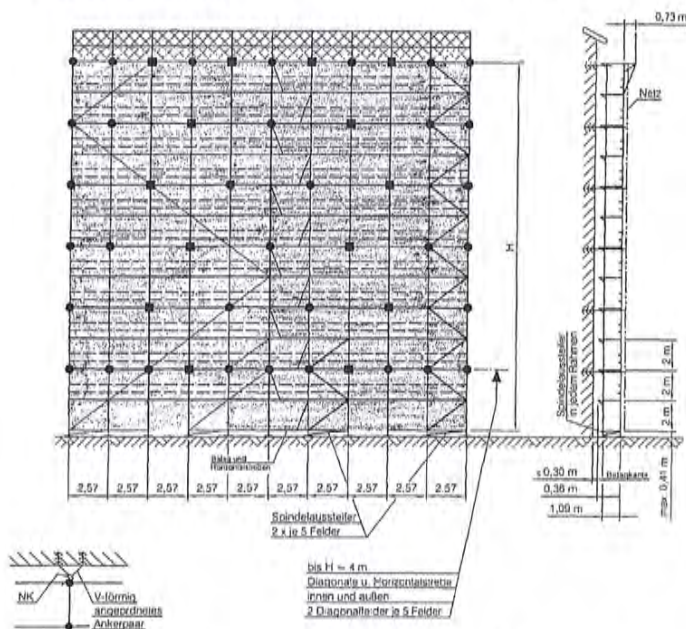 0,73 m
Netz
H
Spindelaussteifer
in jedem Rahmen
2 m
2 m
2 m
max 0,41 m
≤ 0,30 m
0,36 m
1,09 m
2,57 2,57 2,57 2,57 2,57 2,57 2,57 2,57 2,57 2,57
Spindelaussteifer
2 x je 5 Felder
bis H = 4 m
Diagonale u. Horizontalstrebe
innen und außen
2 Diagonalfelder je 5 Felder
NK
V-förmig
angeordnetes
Ankerpaar